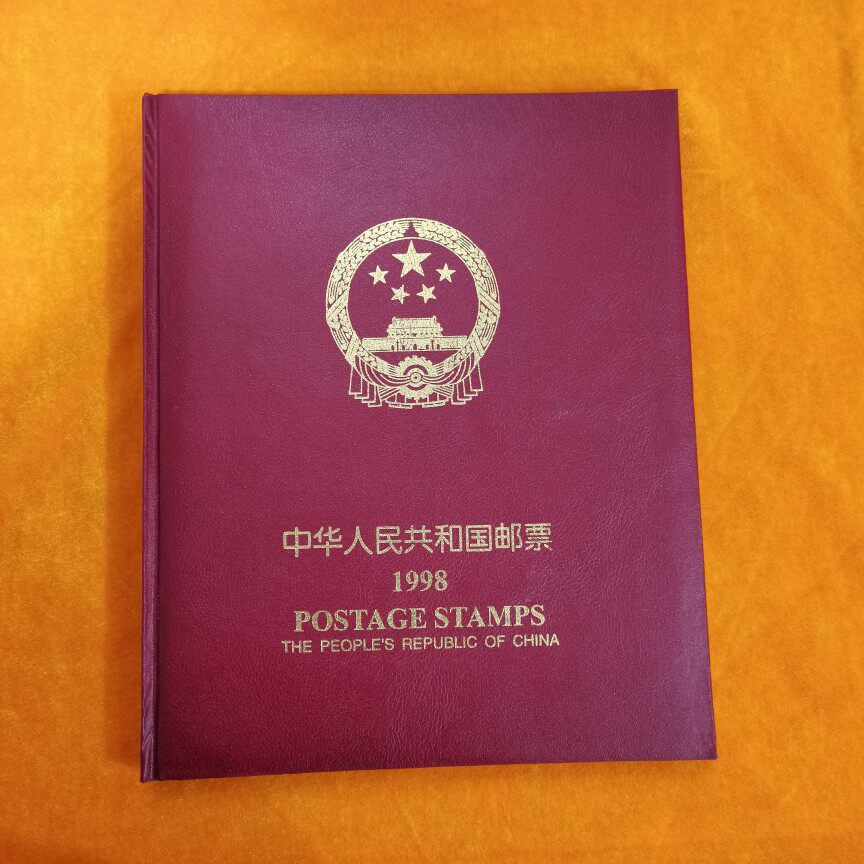 中华人民共和国邮票
1998
POSTAGE STAMPS
THE PEOPLE'S REPUBLIC OF CHINA